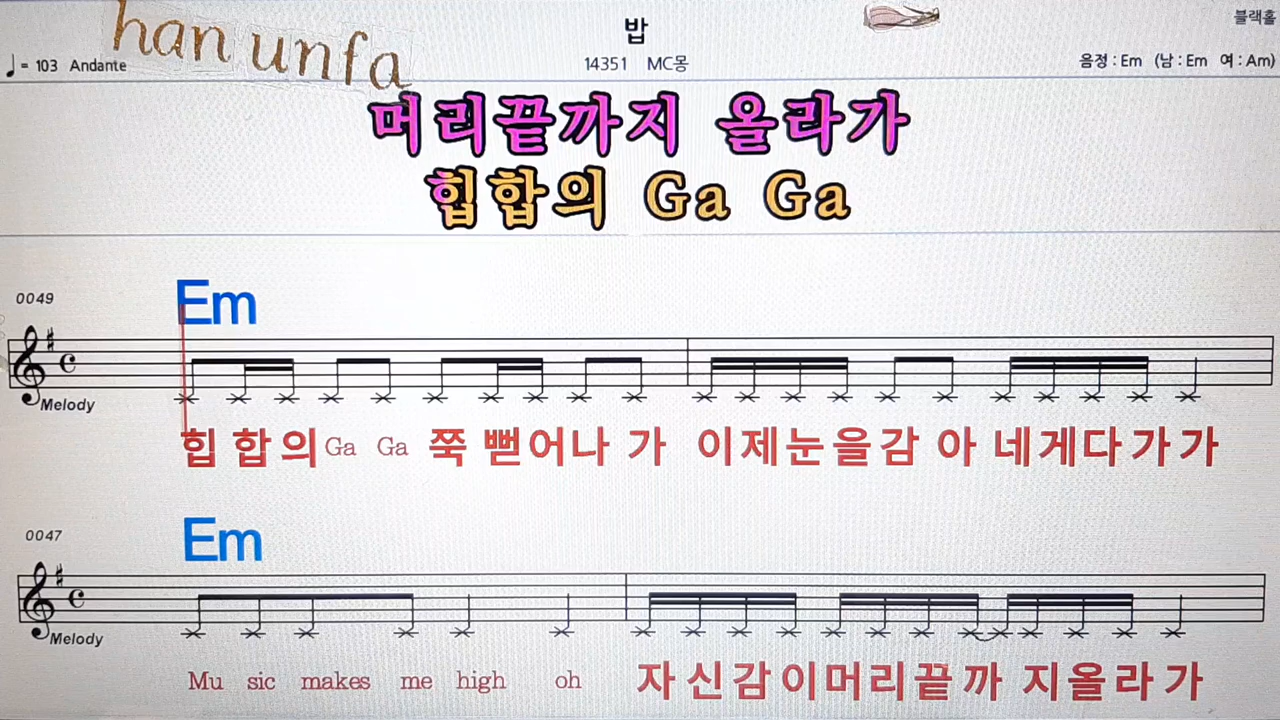 han unfa
밥
블랙홀
♩= 103 Andante
14351 MC몽
음정 : Em (남 : Em 여 : Am)
머리끝까지 올라가
힙합의 Ga Ga
0049
Em
Melody
힙 합의 Ga Ga 쭉 뻗어나 가 이제눈을감 아 네게다가가
0047
Em
Melody
Mu sic makes me high oh 자신감이머리끝까 지올라가